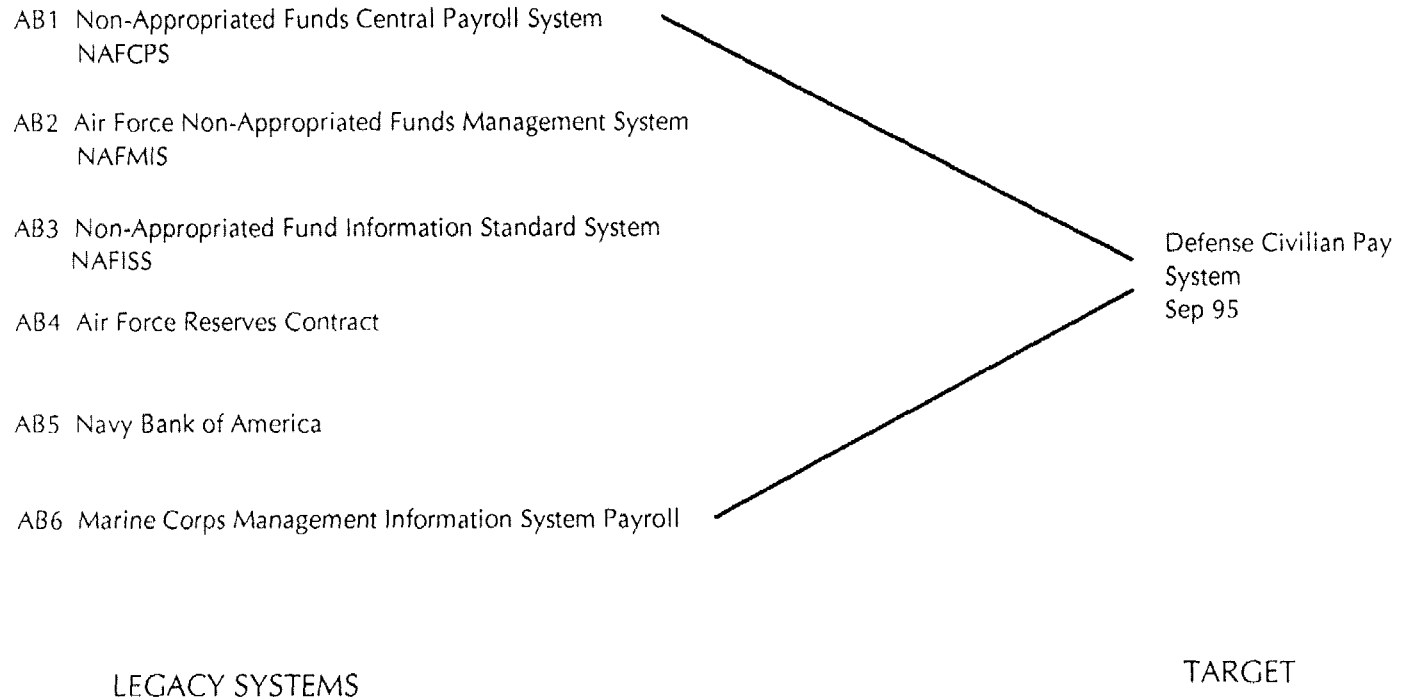 AB1 Non-Appropriated Funds Central Payroll System
NAFCPS
AB2 Air Force Non-Appropriated Funds Management System
NAFMIS
AB3 Non-Appropriated Fund Information Standard System
NAFISS
AB4 Air Force Reserves Contract
AB5 Navy Bank of America
AB6 Marine Corps Management Information System Payroll
Defense Civilian Pay
System
Sep 95
LEGACY SYSTEMS
TARGET